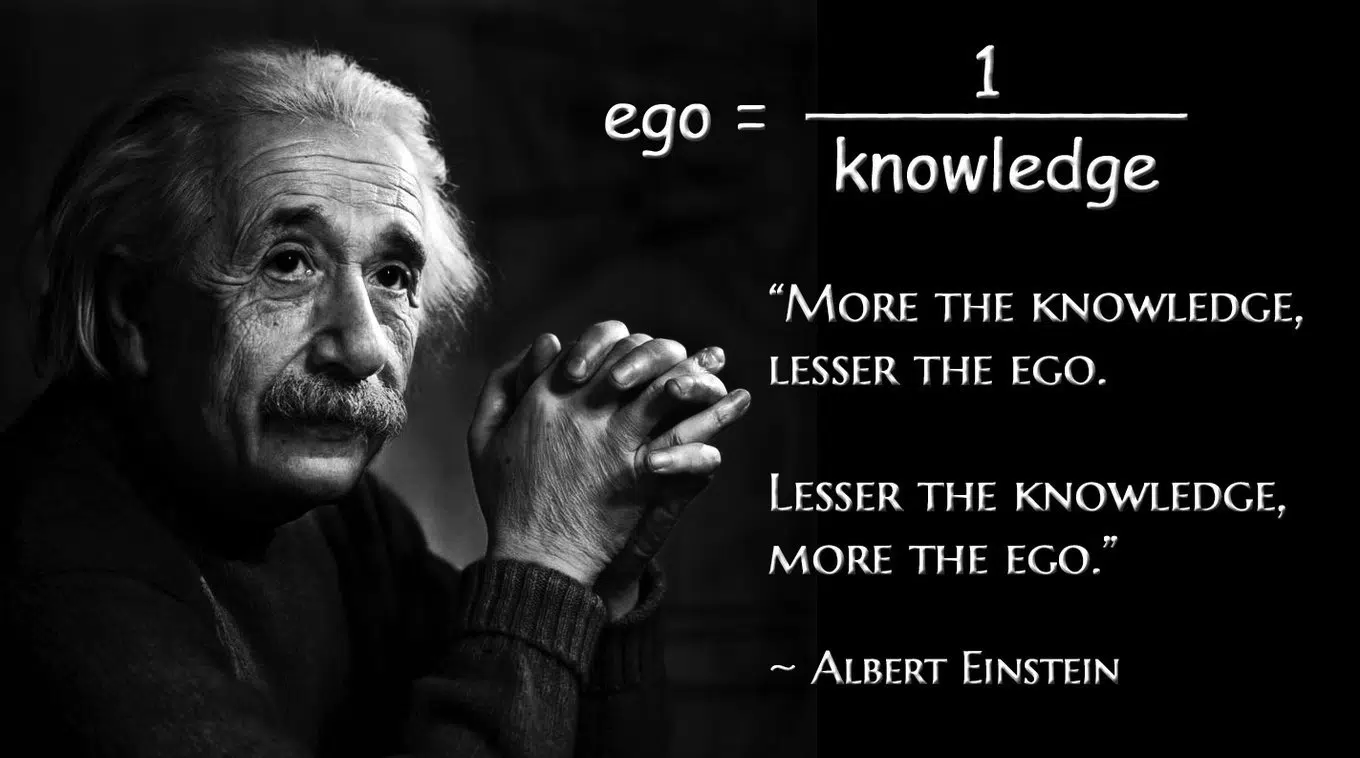 ego = 1
knowledge
“More the knowledge,
lesser the ego.
Lesser the knowledge,
more the ego.”
~ Albert Einstein